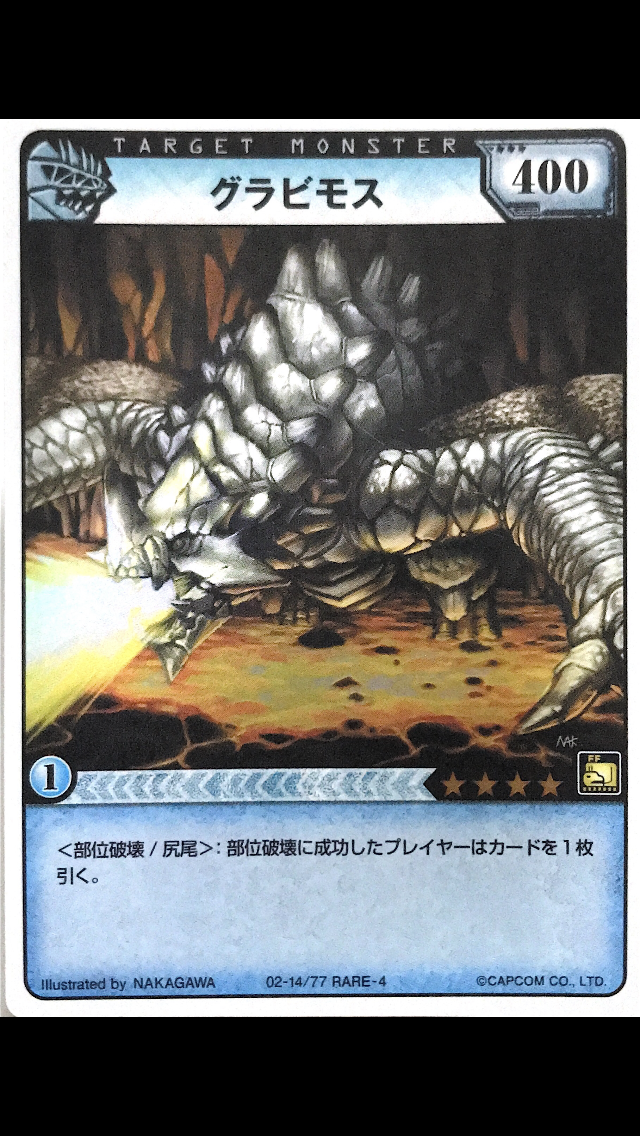 TARGET MONSTER
グラビモス
400
NAK
1
FF
<部位破壊 / 尻尾>：部位破壊に成功したプレイヤーはカードを１枚
引く。
Illustrated by NAKAGAWA
02-14/77 RARE-4
©CAPCOM CO., LTD.